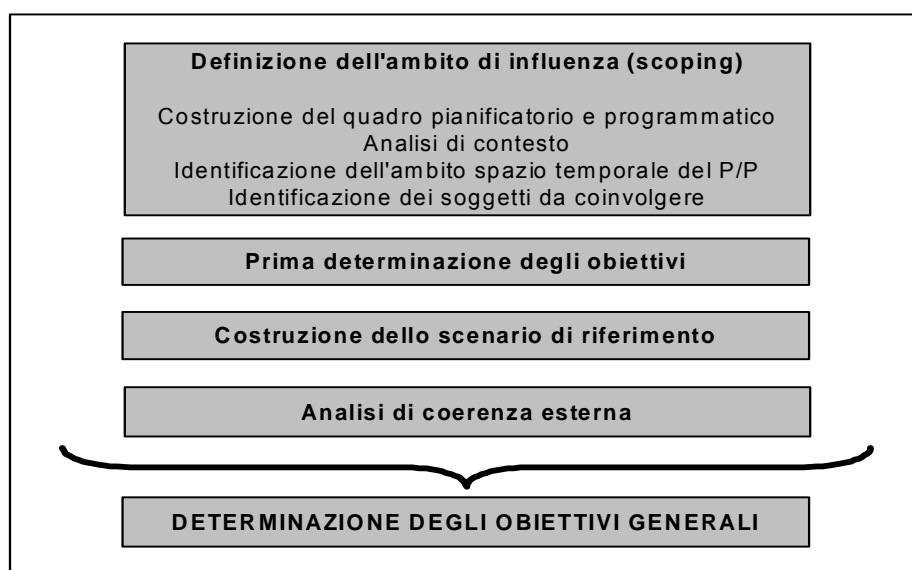 Definizione dell'ambito di influenza (scoping)
Costruzione del quadro pianificatorio e programmatico
Analisi di contesto
Identificazione dell'ambito spazio temporale del P/P
Identificazione dei soggetti da coinvolgere
Prima determinazione degli obiettivi
Costruzione dello scenario di riferimento
Analisi di coerenza esterna
DETERMINAZIONE DEGLI OBIETTIVI GENERALI